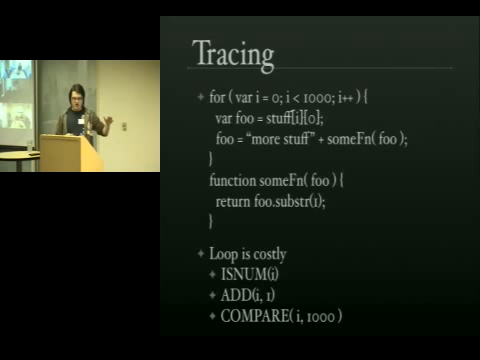 Tracing
for ( var i = 0; i < 1000; i++ ) {
var foo = stuff[i][0];
foo = "more stuff" + someFn( foo );
}
function someFn( foo ) {
return foo.substr(1);
}
Loop is costly
ISNUM(i)
ADD(i, 1)
COMPARE( i, 1000 )